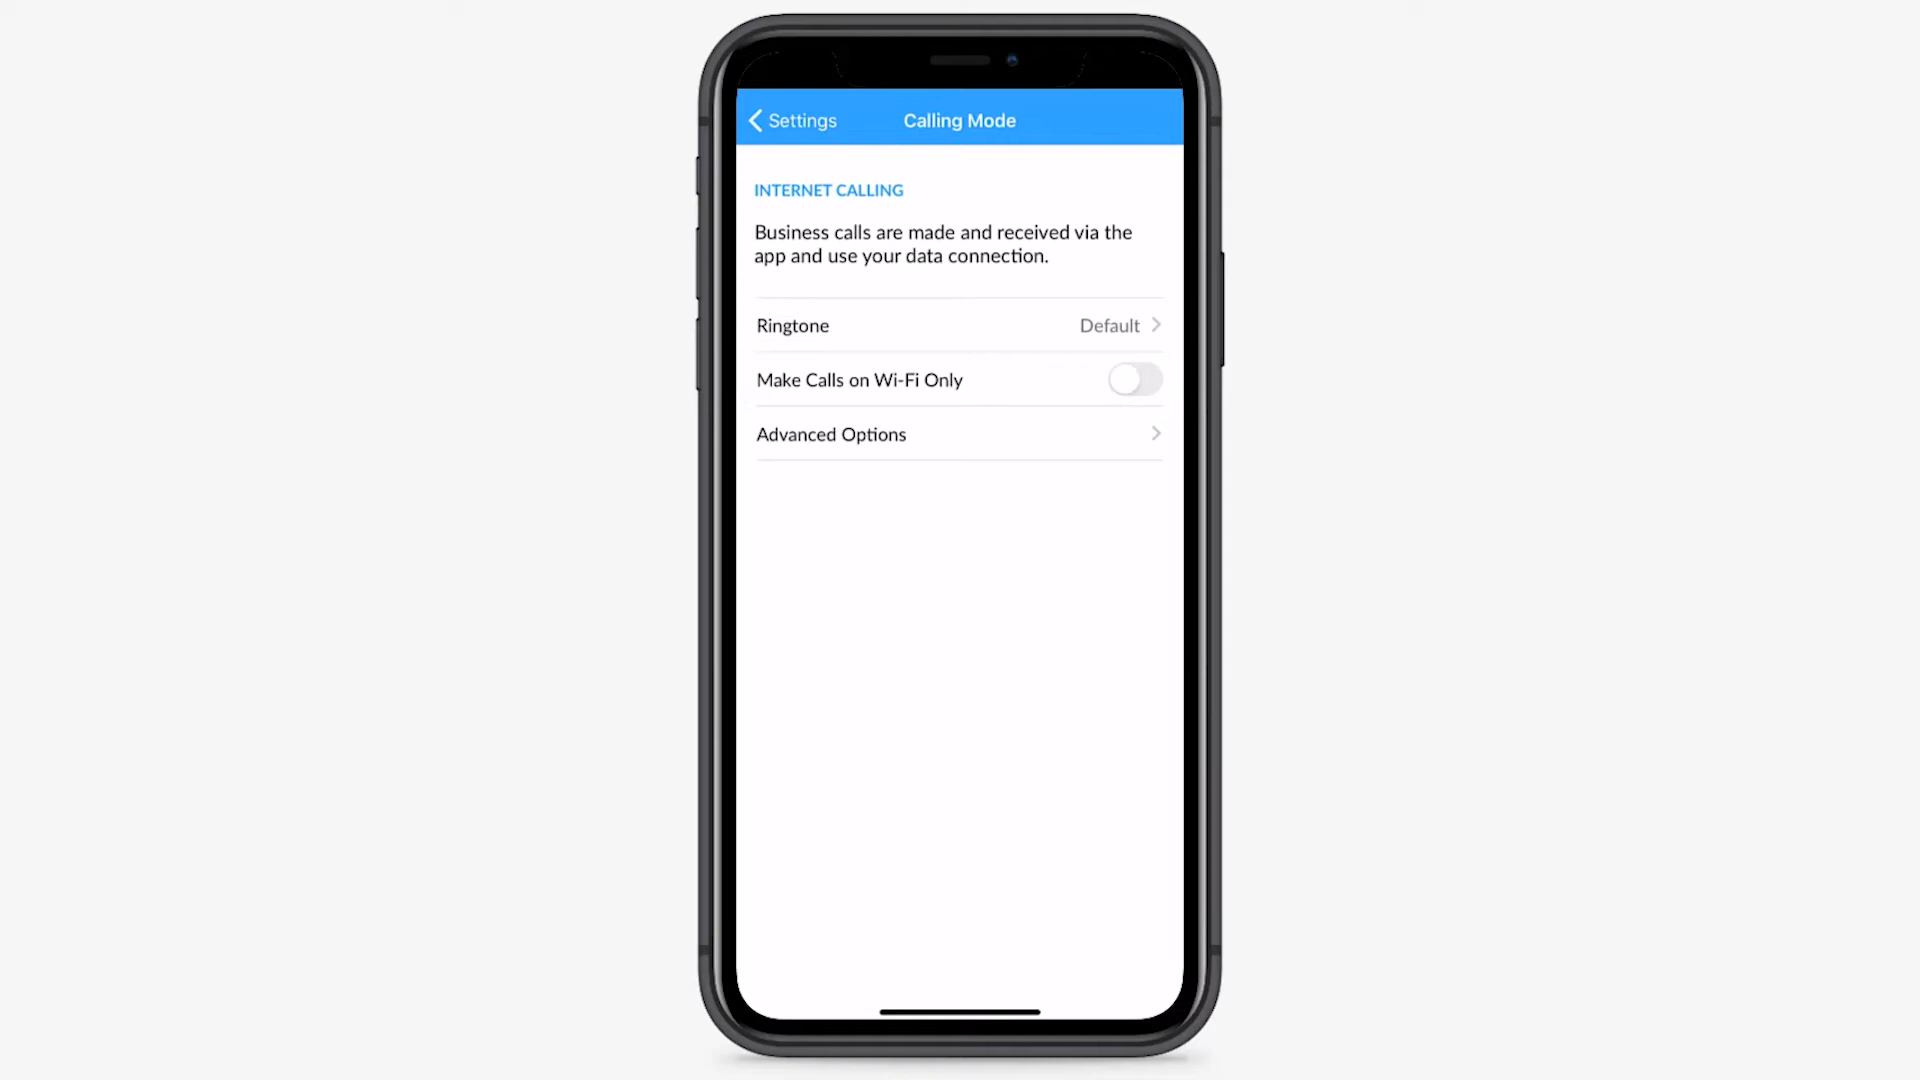 Settings
Calling Mode
INTERNET CALLING
Business calls are made and received via the
app and use your data connection.
Ringtone
Default
Make Calls on Wi-Fi Only
Advanced Options